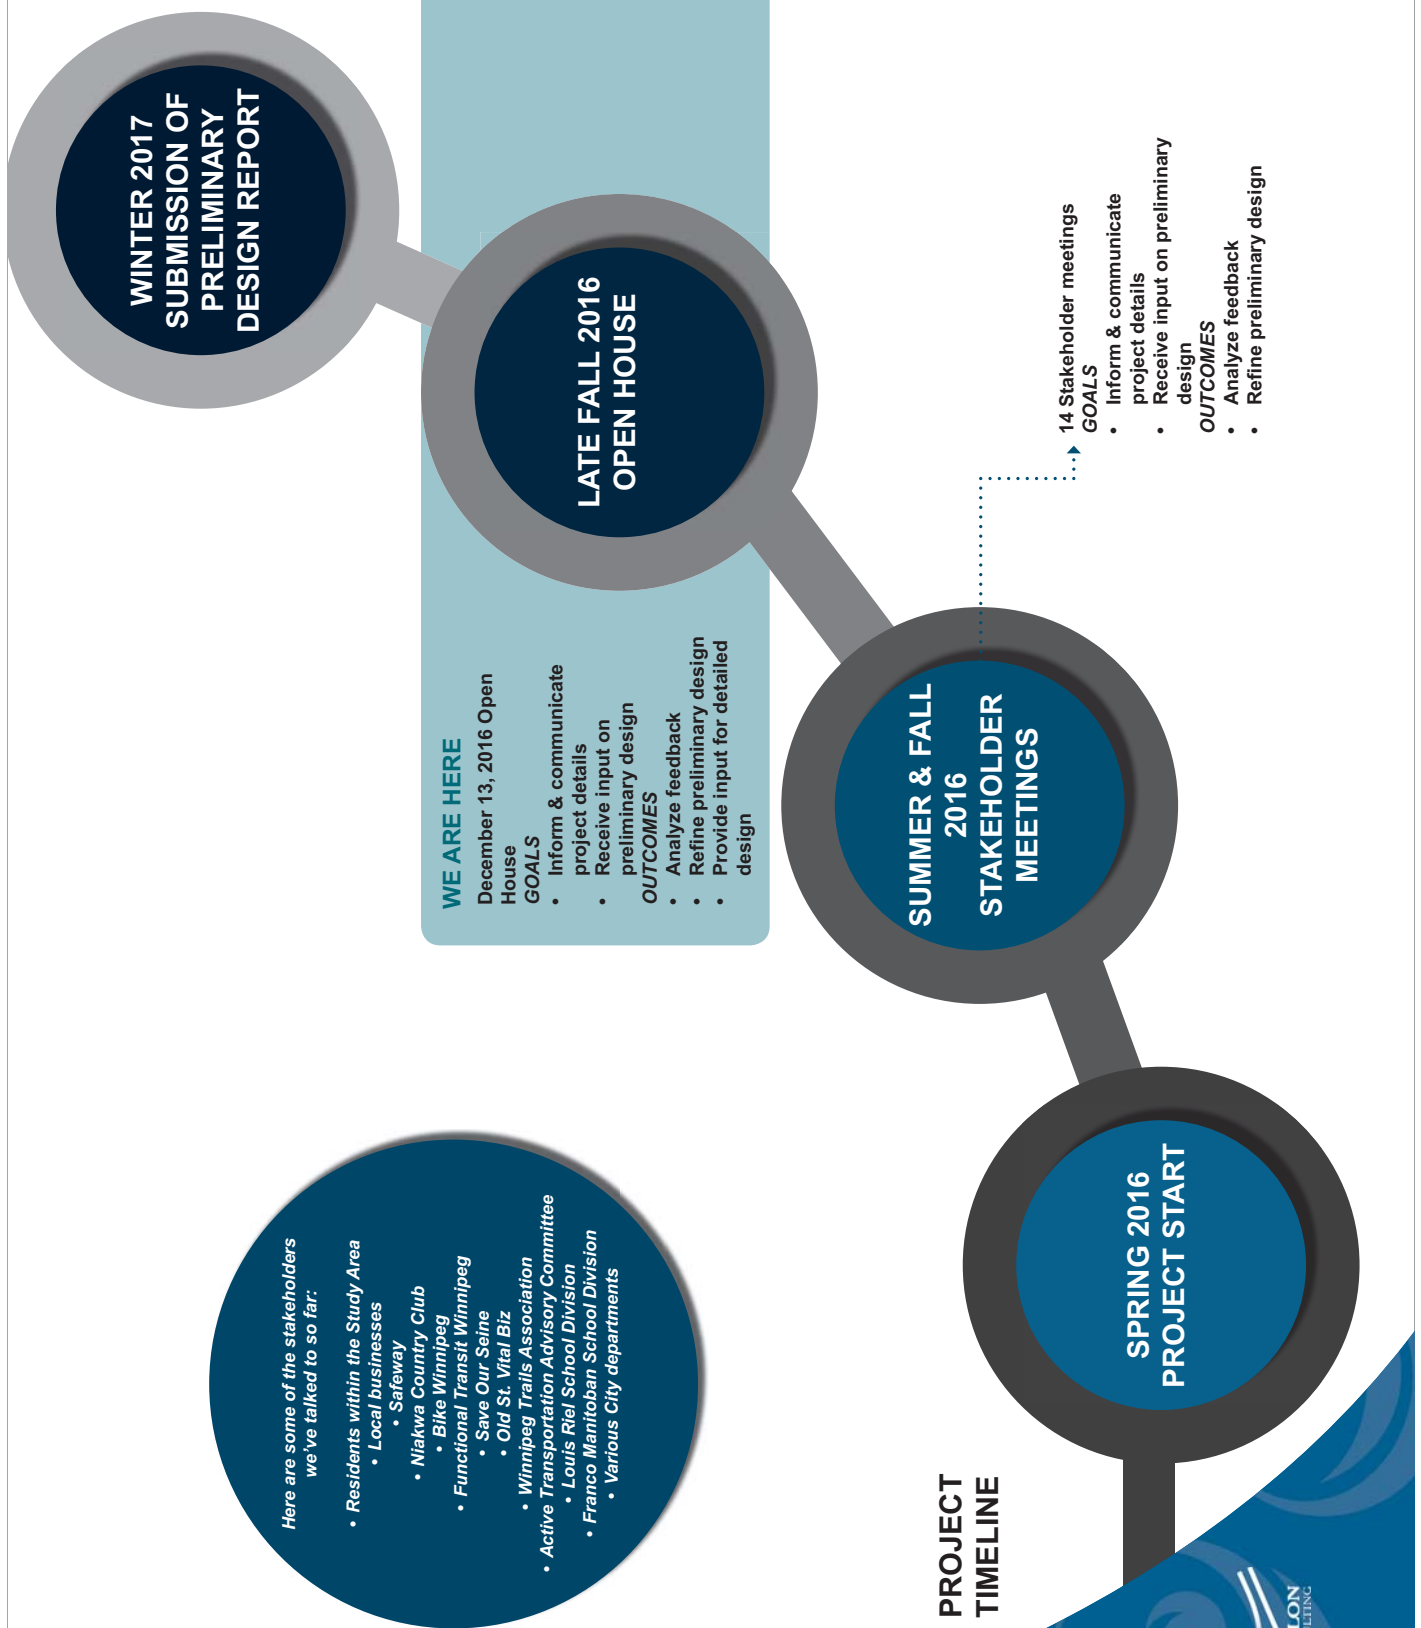 PROJECT
TIMELINE
SPRING 2016
PROJECT START
SUMMER & FALL
2016
STAKEHOLDER
MEETINGS
14 Stakeholder meetings
GOALS
• Inform & communicate
project details
• Receive input on preliminary
design
OUTCOMES
• Analyze feedback
• Refine preliminary design
LATE FALL 2016
OPEN HOUSE
WE ARE HERE
December 13, 2016 Open
House
GOALS
• Inform & communicate
project details
• Receive input on
preliminary design
OUTCOMES
• Analyze feedback
• Refine preliminary design
• Provide input for detailed
design
WINTER 2017
SUBMISSION OF
PRELIMINARY
DESIGN REPORT
Here are some of the stakeholders
we've talked to so far:
• Residents within the Study Area
• Local businesses
• Safeway
• Niakwa Country Club
• Bike Winnipeg
• Functional Transit Winnipeg
• Save Our Seine
• Old St. Vital Biz
• Winnipeg Trails Association
• Active Transportation Advisory Committee
• Louis Riel School Division
• Franco Manitoban School Division
• Various City departments
LON
LTING